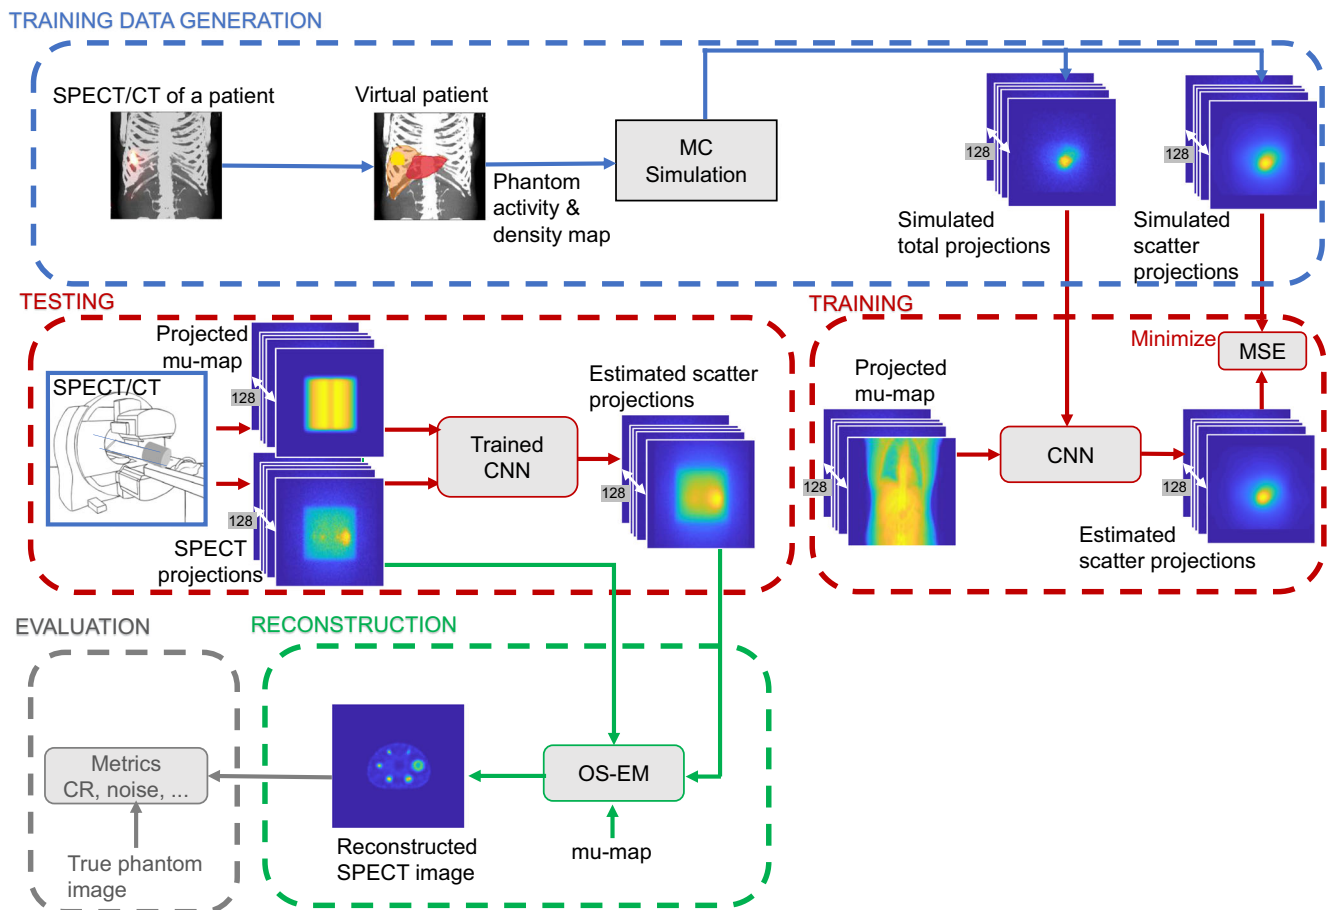 TRAINING DATA GENERATION
SPECT/CT of a patient
Virtual patient
Phantom
activity &
density map
MC
Simulation
128
Simulated
total projections
128
Simulated
scatter
projections
TESTING
Projected
mu-map
SPECT/CT
128
128
SPECT
projections
Trained
CNN
Estimated scatter
projections
128
TRAINING
Minimize
MSE
Projected
mu-map
128
CNN
128
Estimated
scatter projections
EVALUATION
Metrics
CR, noise, ...
True phantom
image
RECONSTRUCTION
Reconstructed
SPECT image
OS-EM
mu-map